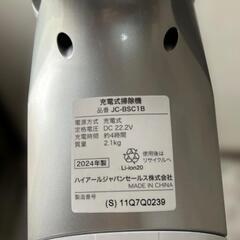 充電式掃除機
品番 JC-BSC1B
電源方式 充電式
定格電圧 DC 22.2V
充電時間 約4時間
質量 2.1kg
使用後は
リサイクルへ
2024年製
Li-ion20
ハイアールジャパンセールス株式会社
MADE IN CHINA
製造番号
(S) 11Q7Q0239